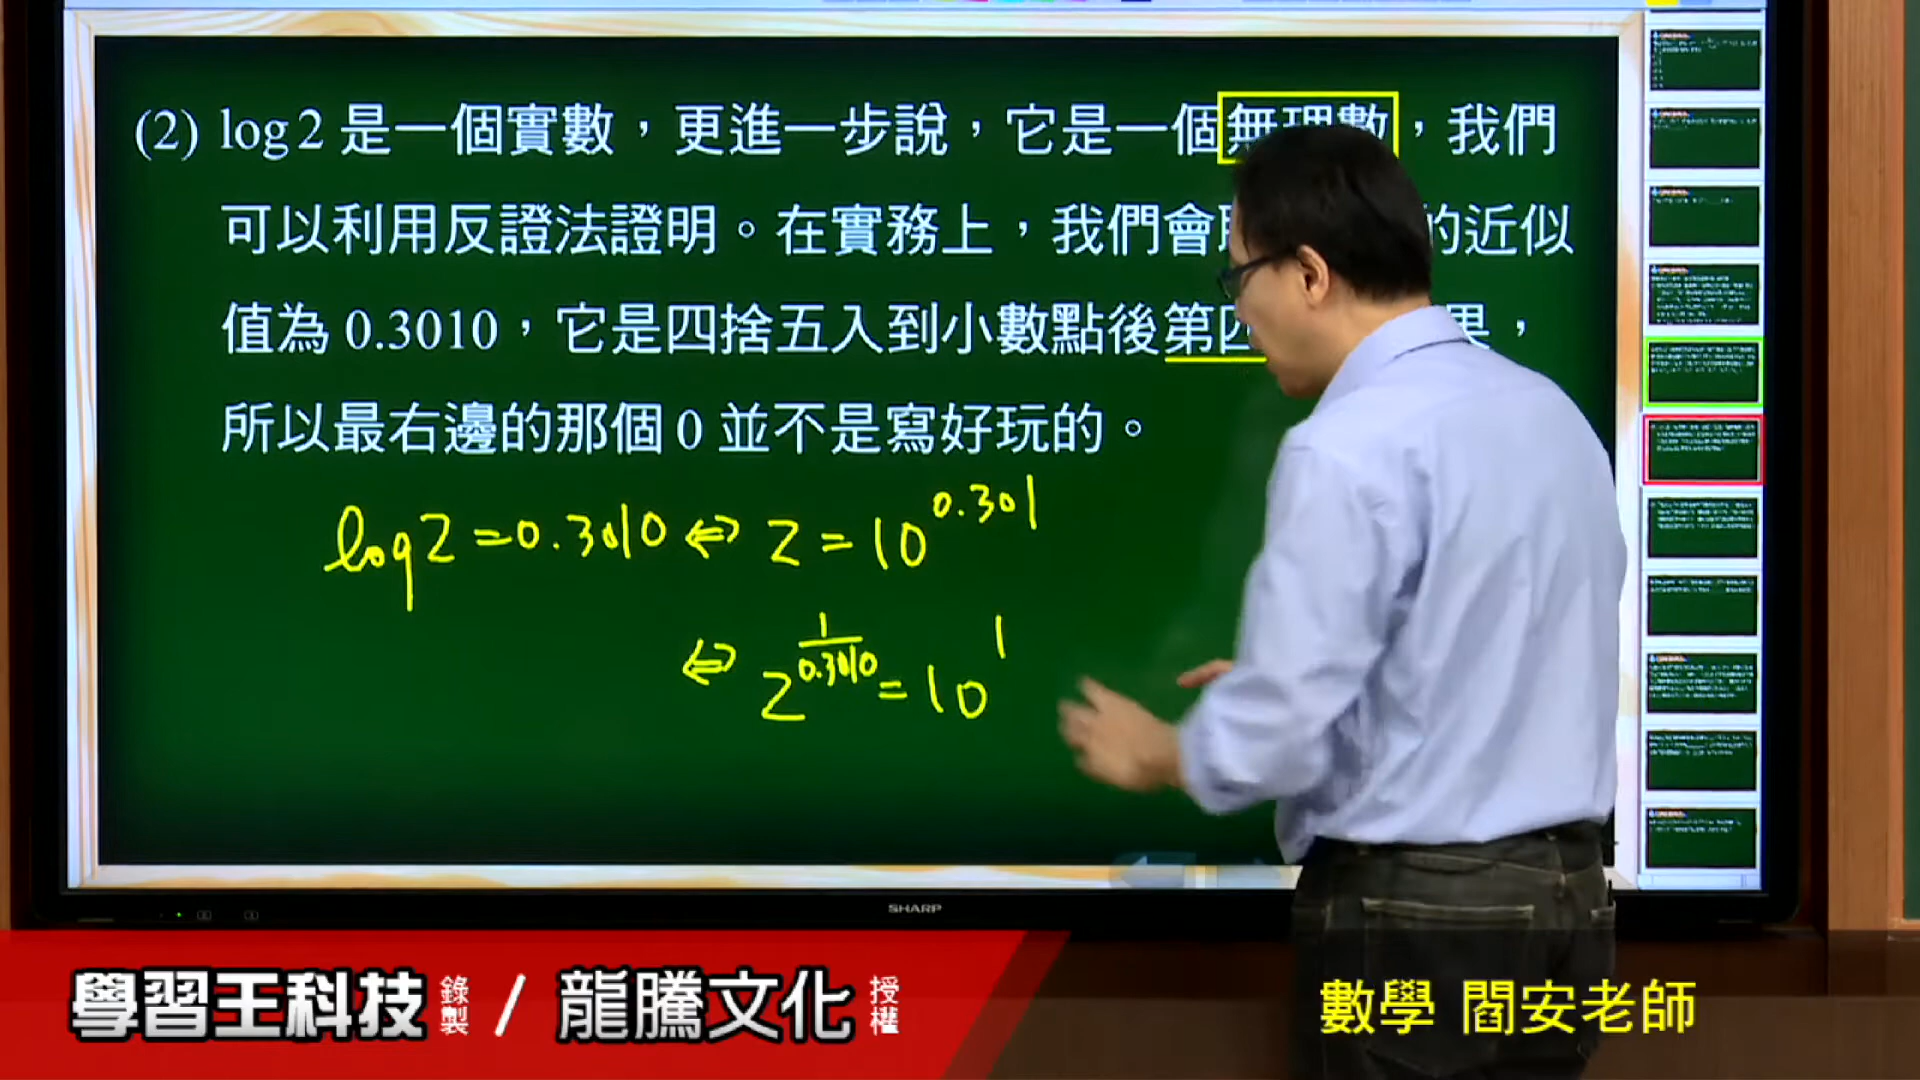 (2) log 2 是一個實數，更進一步說，它是一個無理數，我們
可以利用反證法證明。在實務上，我們會 的近似
值為 0.3010，它是四捨五入到小數點後第四 果，
所以最右邊的那個 0 並不是寫好玩的。
log2=0.3010 ⇔ 2=10^0.301
⇔ 2^(1/0.3010)=10^1
SHARP
學習王科技 錄製 / 龍騰文化 授權
數學 閻安老師